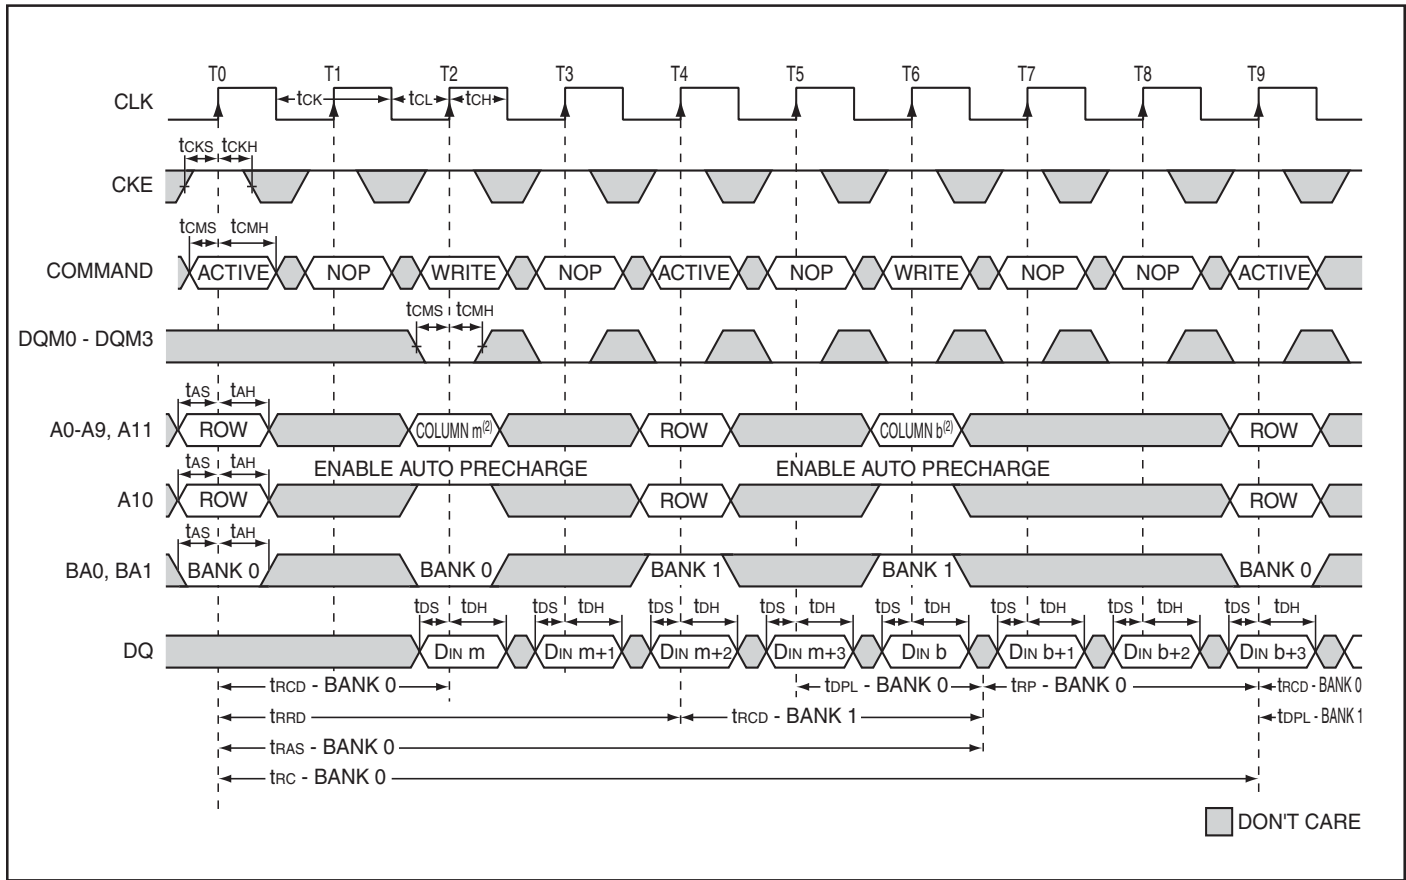 T0 T1 T2 T3 T4 T5 T6 T7 T8 T9
CLK tCK tCL tCH
tCKS tCKH
CKE
tCMS tCMH
COMMAND ACTIVE NOP WRITE NOP ACTIVE NOP WRITE NOP NOP ACTIVE
tCMS tCMH
DQM0 - DQM3
tAS tAH
A0-A9, A11 ROW COLUMN m(2) ROW COLUMN b(2) ROW
tAS tAH ENABLE AUTO PRECHARGE ENABLE AUTO PRECHARGE
A10 ROW ROW ROW
tAS tAH
BA0, BA1 BANK 0 BANK 0 BANK 1 BANK 1 BANK 0
tDS tDH tDS tDH tDS tDH tDS tDH tDS tDH tDS tDH tDS tDH tDS tDH
DQ DIN m DIN m+1 DIN m+2 DIN m+3 DIN b DIN b+1 DIN b+2 DIN b+3
tRCD - BANK 0 tDPL - BANK 0 tRP - BANK 0 tRCD - BANK 0
tRRD tRCD - BANK 1 tDPL - BANK 1
tRAS - BANK 0
tRC - BANK 0
DON'T CARE